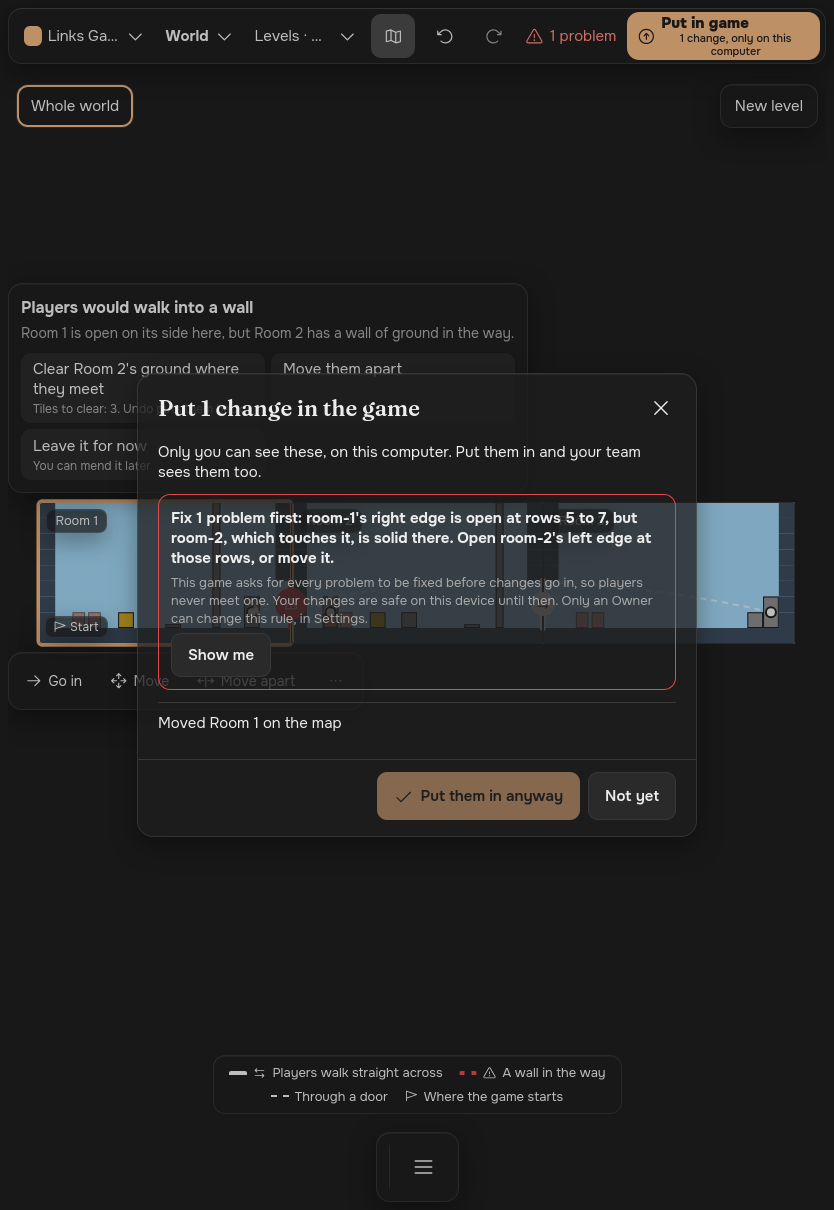 Links Ga...
World
Levels · ...
1 problem
Put in game
1 change, only on this
computer
Whole world
New level
Players would walk into a wall
Room 1 is open on its side here, but Room 2 has a wall of ground in the way.
Clear Room 2's ground where
they meet
Tiles to clear: 3. Undo
Move them apart
Leave it for now
You can mend it later
Put 1 change in the game
Only you can see these, on this computer. Put them in and your team
sees them too.
Fix 1 problem first: room-1's right edge is open at rows 5 to 7, but
room-2, which touches it, is solid there. Open room-2's left edge at
those rows, or move it.
This game asks for every problem to be fixed before changes go in, so players
never meet one. Your changes are safe on this device until then. Only an Owner
can change this rule, in Settings.
Show me
Moved Room 1 on the map
Put them in anyway
Not yet
Room 1
Start
Go in
Move
Move apart
...
Players walk straight across
A wall in the way
Through a door
Where the game starts